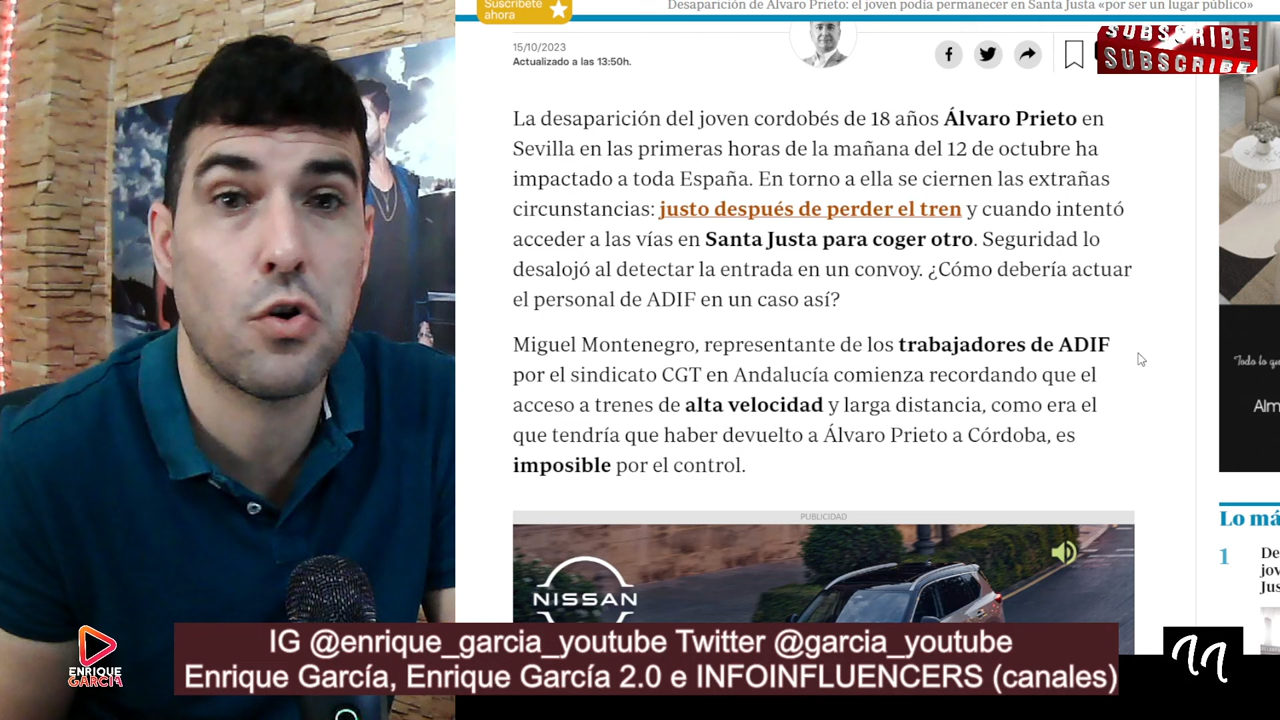 Suscríbete
ahora
Desaparición de Álvaro Prieto: el joven podía permanecer en Santa Justa «por ser un lugar público»
15/10/2023
Actualizado a las 13:50h.
SUBSCRIBE
SUBSCRIBE
La desaparición del joven cordobés de 18 años Álvaro Prieto en
Sevilla en las primeras horas de la mañana del 12 de octubre ha
impactado a toda España. En torno a ella se ciernen las extrañas
circunstancias: justo después de perder el tren y cuando intentó
acceder a las vías en Santa Justa para coger otro. Seguridad lo
desalojó al detectar la entrada en un convoy. ¿Cómo debería actuar
el personal de ADIF en un caso así?
Miguel Montenegro, representante de los trabajadores de ADIF
por el sindicato CGT en Andalucía comienza recordando que el
acceso a trenes de alta velocidad y larga distancia, como era el
que tendría que haber devuelto a Álvaro Prieto a Córdoba, es
imposible por el control.
PUBLICIDAD
NISSAN
Todo lo qu
Alm
Lo má
1
De
jov
Jus
IG @enrique_garcia_youtube Twitter @garcia_youtube
Enrique García, Enrique García 2.0 e INFOINFLUENCERS (canales)
ENRIQUE
GARCÍA